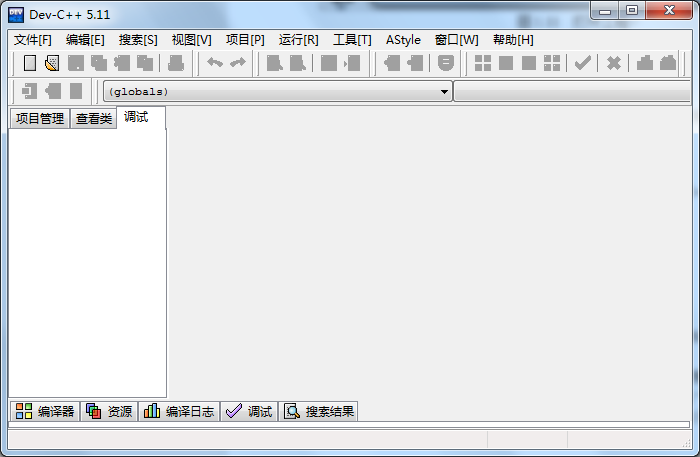 Dev-C++ 5.11
文件[F] 编辑[E] 搜索[S] 视图[V] 项目[P] 运行[R] 工具[T] AStyle 窗口[W] 帮助[H]
(globals)
项目管理 查看类 调试
编译器 资源 编译日志 调试 搜索结果